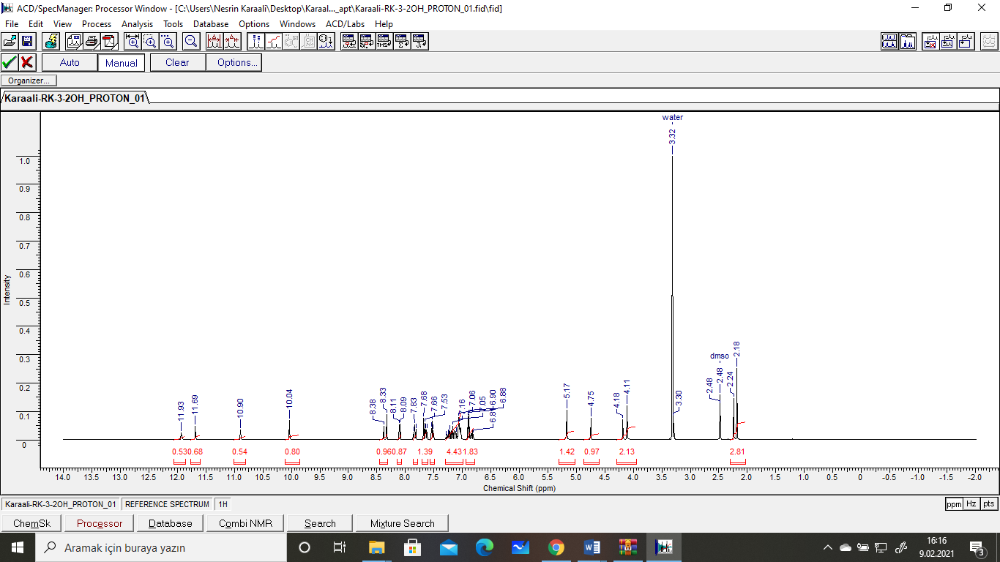 ACD/SpecManager: Processor Window - [C:\Users\Nesrin Karaali\Desktop\Karaal..._apt\Karaali-RK-3-2OH_PROTON_01.fid\fid]
File Edit View Process Analysis Tools Database Options Windows ACD/Labs Help
Auto Manual Clear Options...
Organizer...
Karaali-RK-3-2OH_PROTON_01
water
3.32
dmso
11.93 11.69 10.90 10.04 8.38 8.33 8.11 8.09 7.83 7.68 7.66 7.53 7.16 7.06 7.05 6.90 6.88 5.17 4.75 4.18 4.11 3.30 2.48 2.48 2.24 2.18
1.0
0.9
0.8
0.7
0.6
0.5
0.4
0.3
0.2
0.1
0
Intensity
0.53 0.68 0.54 0.80 0.96 0.87 1.39 4.43 1.83 1.42 0.97 2.13 2.81
14.0 13.5 13.0 12.5 12.0 11.5 11.0 10.5 10.0 9.5 9.0 8.5 8.0 7.5 7.0 6.5 6.0 5.5 5.0 4.5 4.0 3.5 3.0 2.5 2.0 1.5 1.0 0.5 0 -0.5 -1.0 -1.5 -2.0
Chemical Shift (ppm)
Karaali-RK-3-2OH_PROTON_01 REFERENCE SPECTRUM 1H ppm Hz pts
ChemSk Processor Database Combi NMR Search Mixture Search
Aramak için buraya yazın
16:16
9.02.2021
3